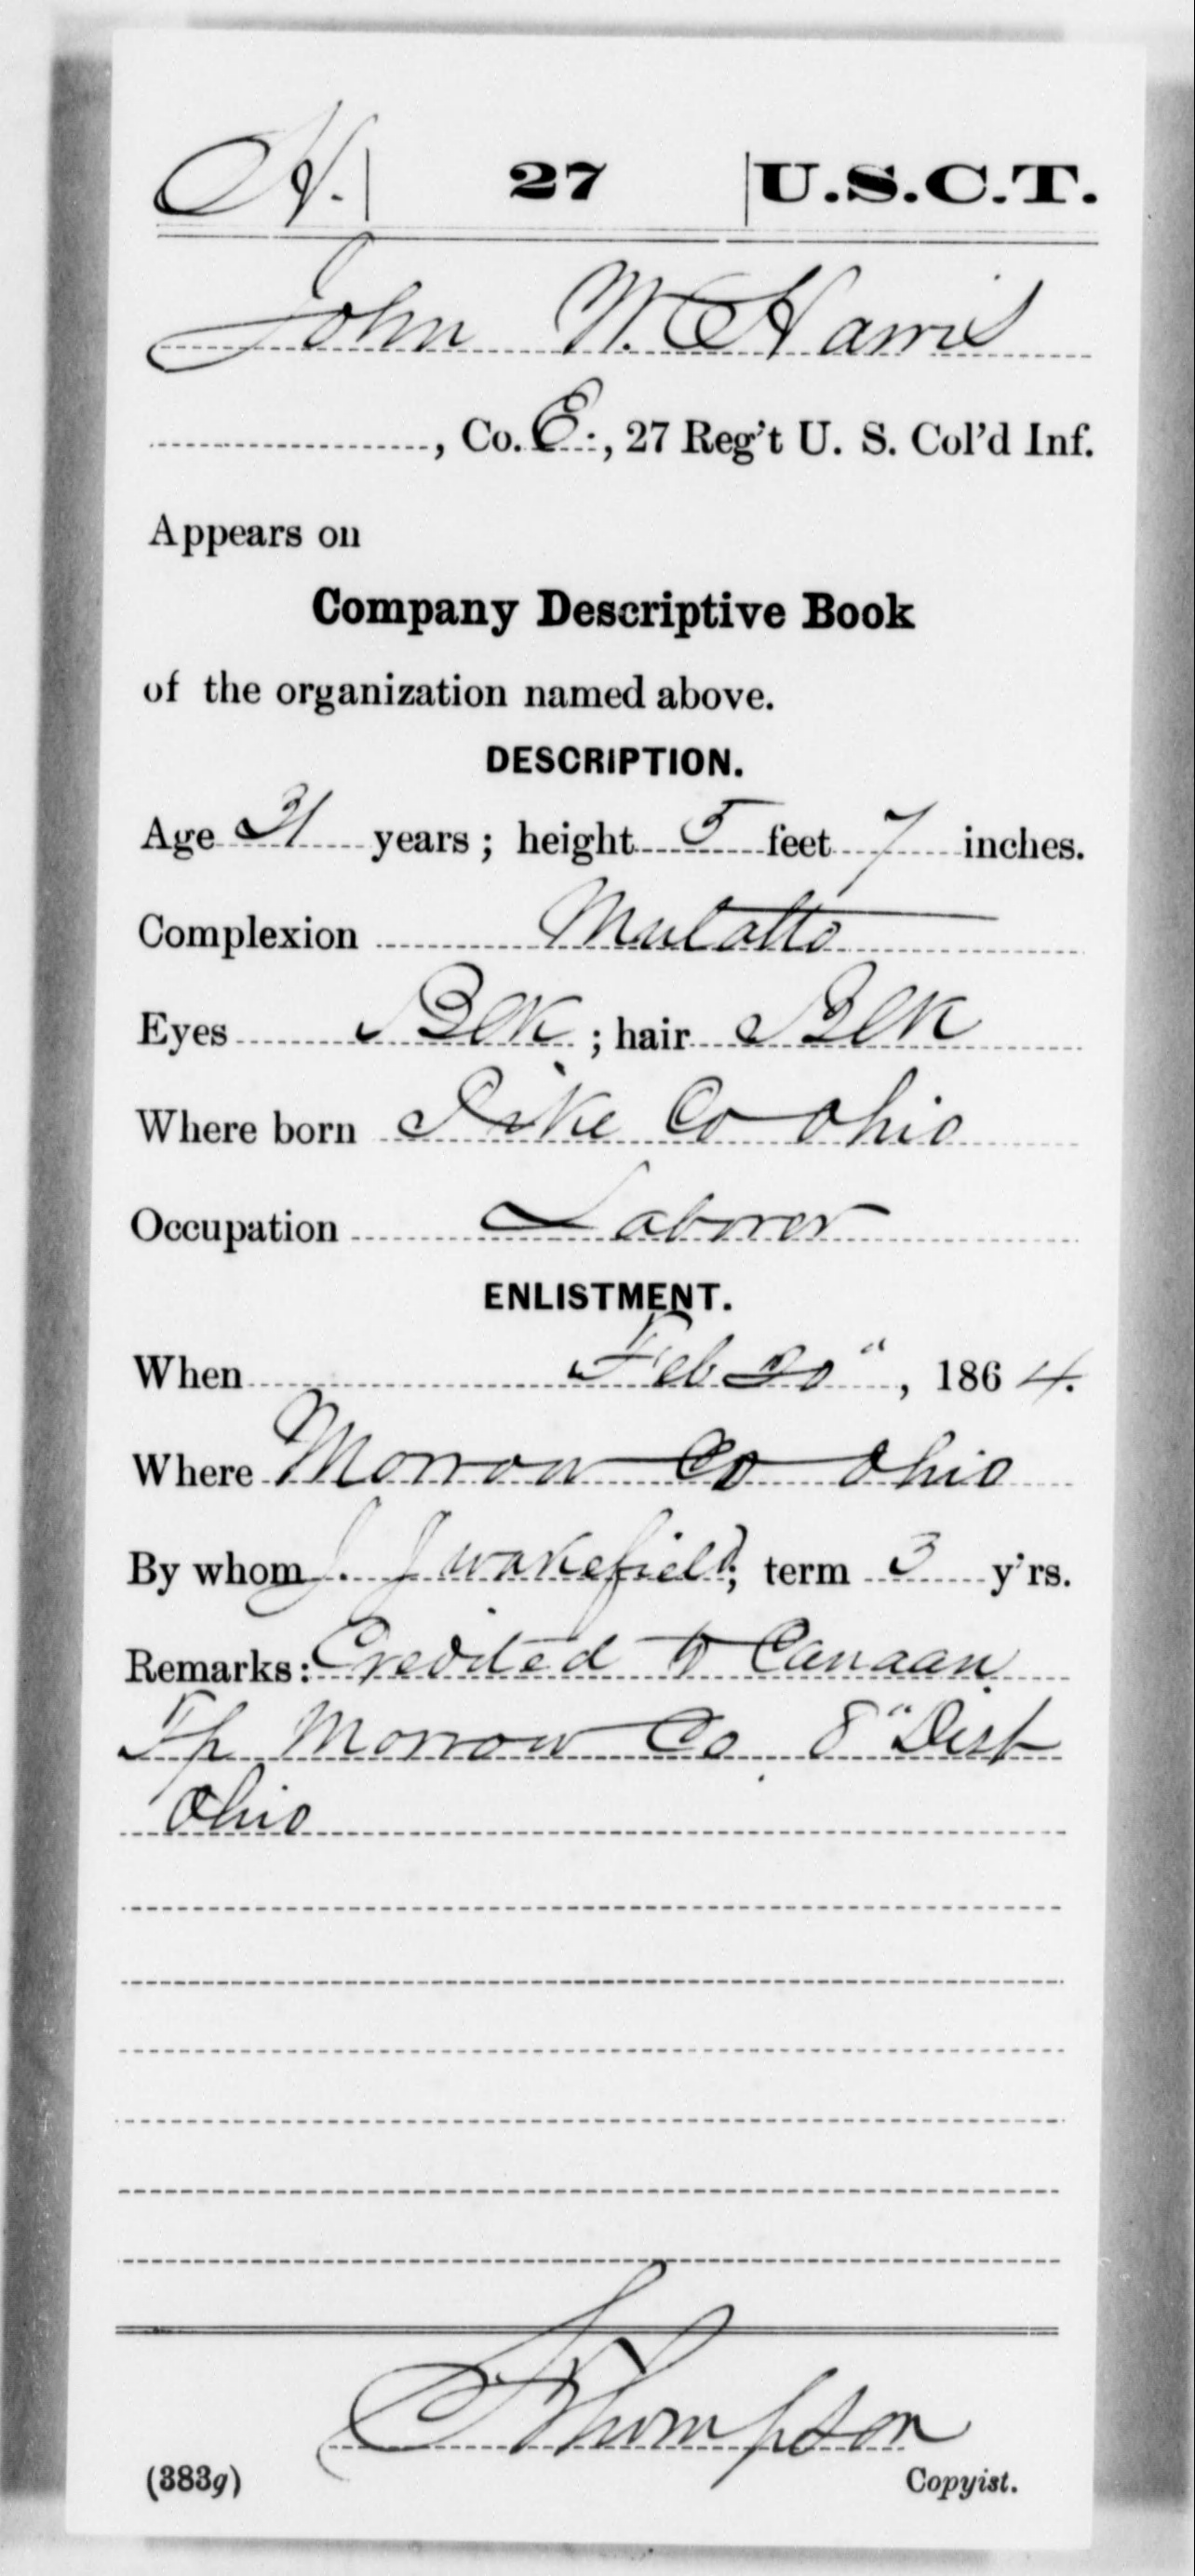 H. | 27 | U.S.C.T.
John W. Harris
, Co. E., 27 Reg't U. S. Col'd Inf.
Appears on
Company Descriptive Book
of the organization named above.
DESCRIPTION.
Age 31 years; height 5 feet 7 inches.
Complexion Mulatto
Eyes Blk; hair Blk
Where born Pike Co Ohio
Occupation Laborer
ENLISTMENT.
When Feb 20", 1864.
Where Morrow Co Ohio
By whom J. J Wakefield; term 3 y'rs.
Remarks: Credited to Canaan
Tp Morrow Co 8" Dist
Ohio
Thompson
(383g) Copyist.